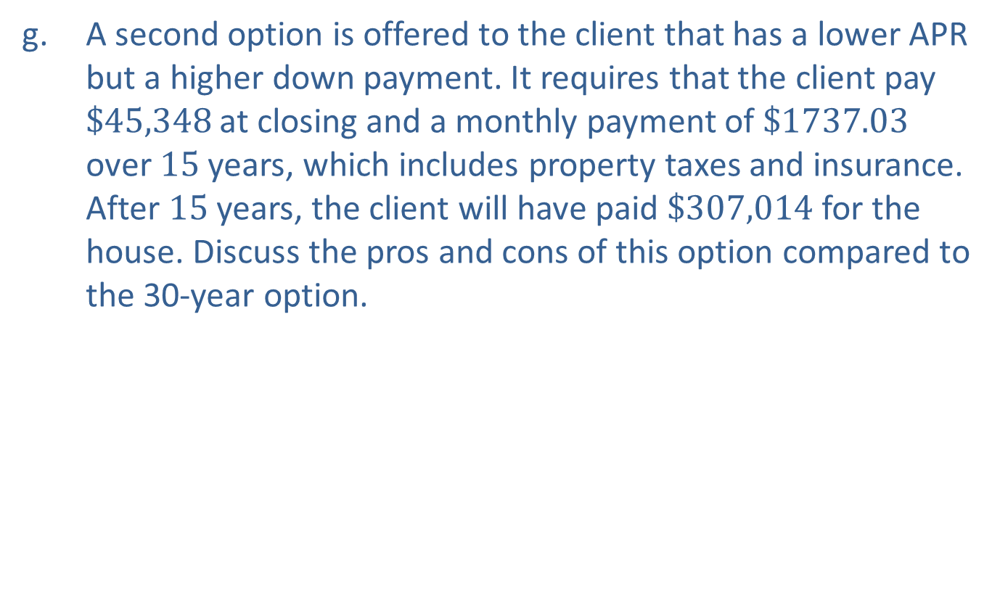 g. A second option is offered to the client that has a lower APR
but a higher down payment. It requires that the client pay
$45,348 at closing and a monthly payment of $1737.03
over 15 years, which includes property taxes and insurance.
After 15 years, the client will have paid $307,014 for the
house. Discuss the pros and cons of this option compared to
the 30-year option.